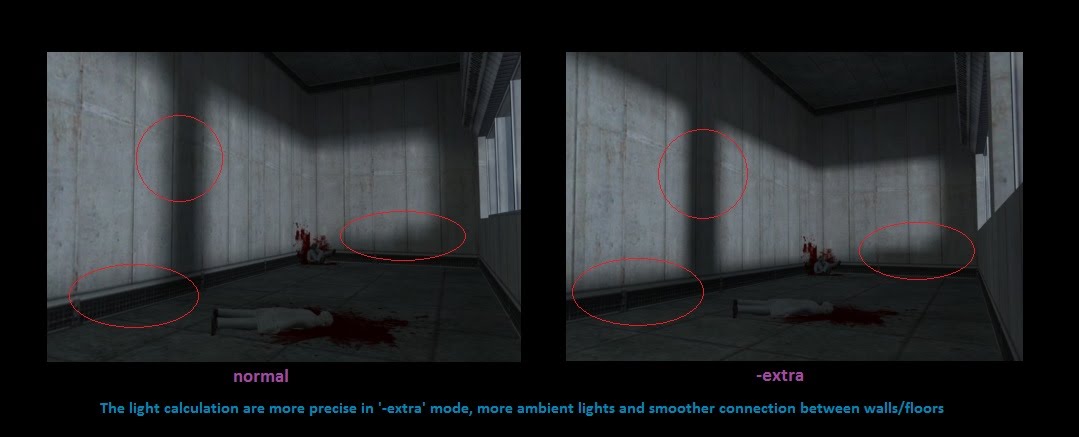 normal
-extra
The light calculation are more precise in '-extra' mode, more ambient lights and smoother connection between walls/floors